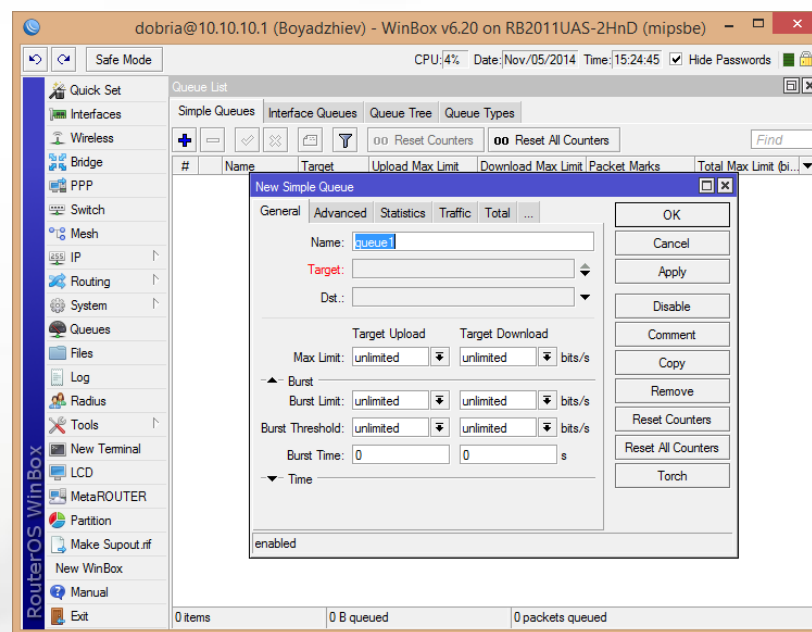 dobria@10.10.10.1 (Boyadzhiev) - WinBox v6.20 on RB2011UAS-2HnD (mipsbe)
Safe Mode CPU: 4% Date: Nov/05/2014 Time: 15:24:45 Hide Passwords
Quick Set
Interfaces
Wireless
Bridge
PPP
Switch
Mesh
IP
Routing
System
Queues
Files
Log
Radius
Tools
New Terminal
LCD
MetaROUTER
Partition
Make Supout.rif
New WinBox
Manual
Exit
RouterOS WinBox
Queue List
Simple Queues Interface Queues Queue Tree Queue Types
00 Reset Counters 00 Reset All Counters Find
# Name Target Upload Max Limit Download Max Limit Packet Marks Total Max Limit (bi...
New Simple Queue
General Advanced Statistics Traffic Total ...
Name: queue1
Target:
Dst.:
Target Upload Target Download
Max Limit: unlimited unlimited bits/s
Burst
Burst Limit: unlimited unlimited bits/s
Burst Threshold: unlimited unlimited bits/s
Burst Time: 0 0 s
Time
OK
Cancel
Apply
Disable
Comment
Copy
Remove
Reset Counters
Reset All Counters
Torch
enabled
0 items 0 B queued 0 packets queued